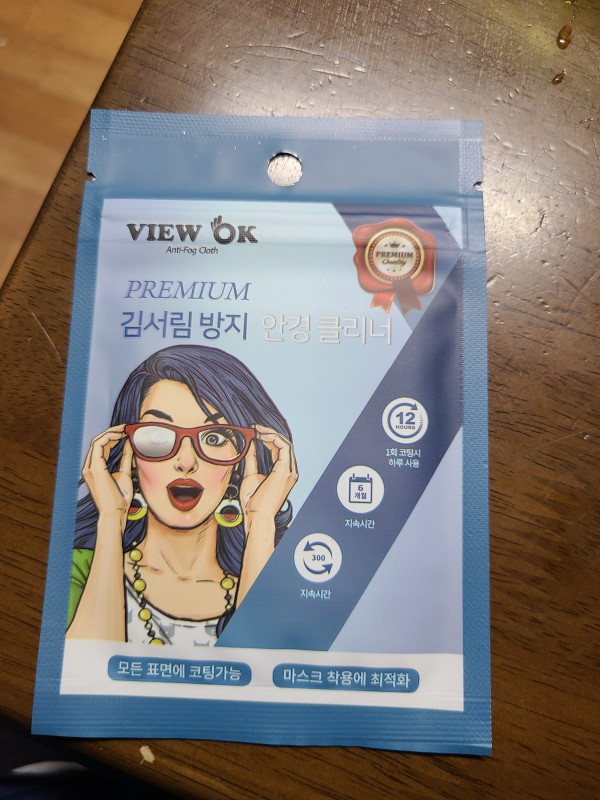 VIEW OK
Anti-Fog Cloth
PREMIUM
Quality
PREMIUM
김서림 방지 안경 클리너
12
HOURS
1회 코팅시
하루 사용
6
개월
지속시간
300
지속시간
모든 표면에 코팅가능
마스크 착용에 최적화